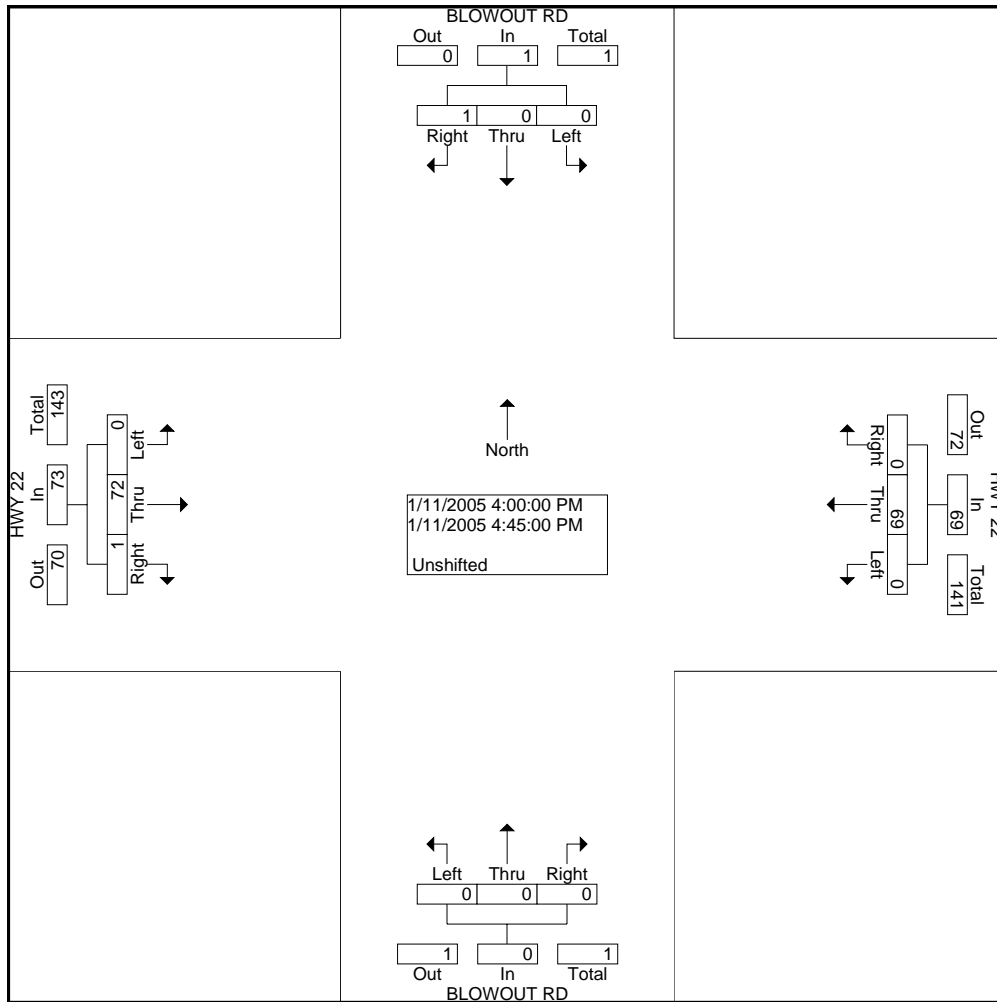 BLOWOUT RD
Out In Total
0 1 1
1 0 0
Right Thru Left
HWY 22
Total In Out
143 73 70
0 72 1
Left Thru Right
North
1/11/2005 4:00:00 PM
1/11/2005 4:45:00 PM
Unshifted
Right Thru Left
0 69 0
72 69 141
Out In Total
HWY 22
Left Thru Right
0 0 0
1 0 1
Out In Total
BLOWOUT RD